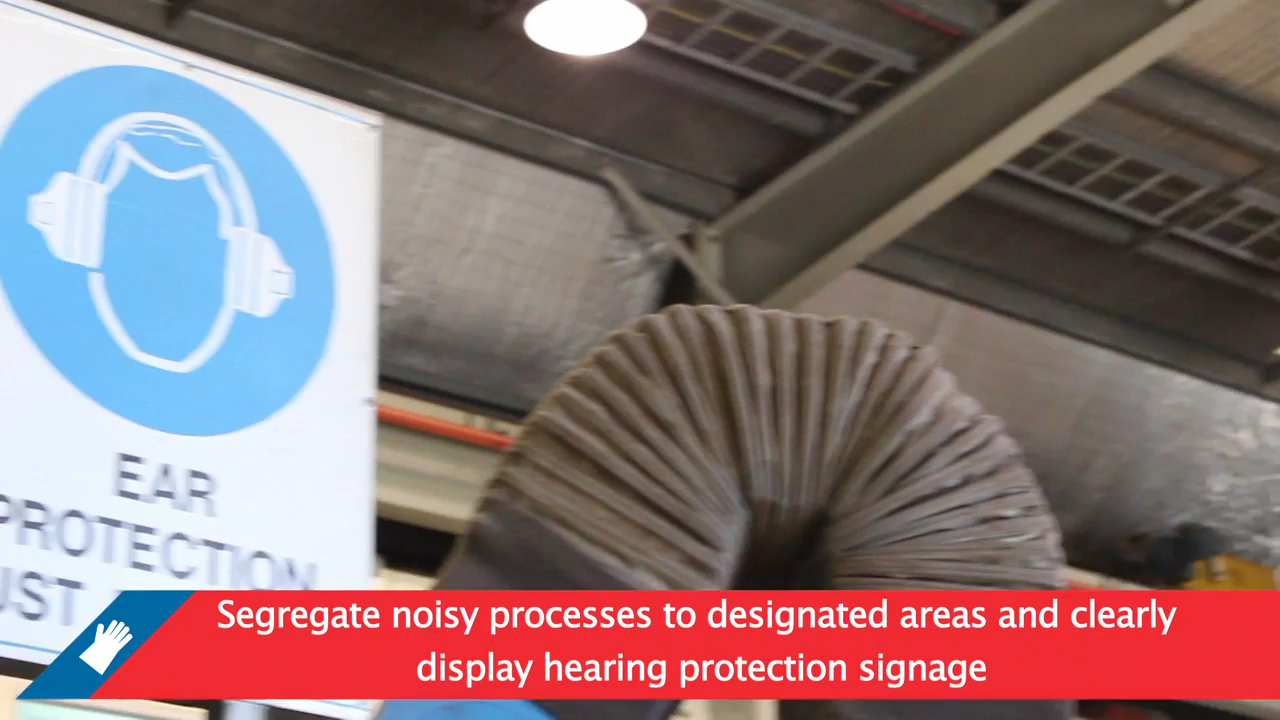 EAR
PROTECTION
Segregate noisy processes to designated areas and clearly
display hearing protection signage